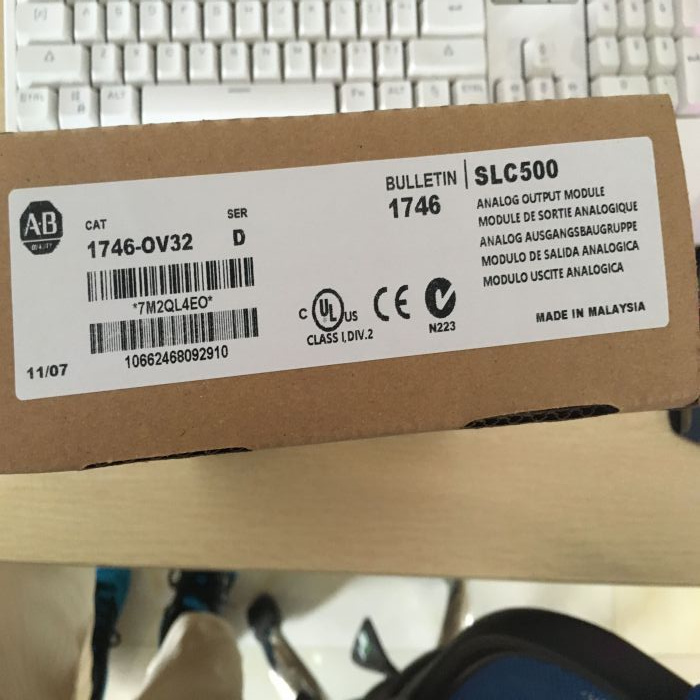 A-B
QUALITY
CAT
SER
1746-OV32
D
*7M2QL4EO*
10662468092910
11/07
BULLETIN
1746
SLC500
ANALOG OUTPUT MODULE
MODULE DE SORTIE ANALOGIQUE
ANALOG AUSGANGSBAUGRUPPE
MODULO DE SALIDA ANALOGICA
MODULO USCITE ANALOGICA
C UL US
CLASS I, DIV.2
CE
N223
MADE IN MALAYSIA